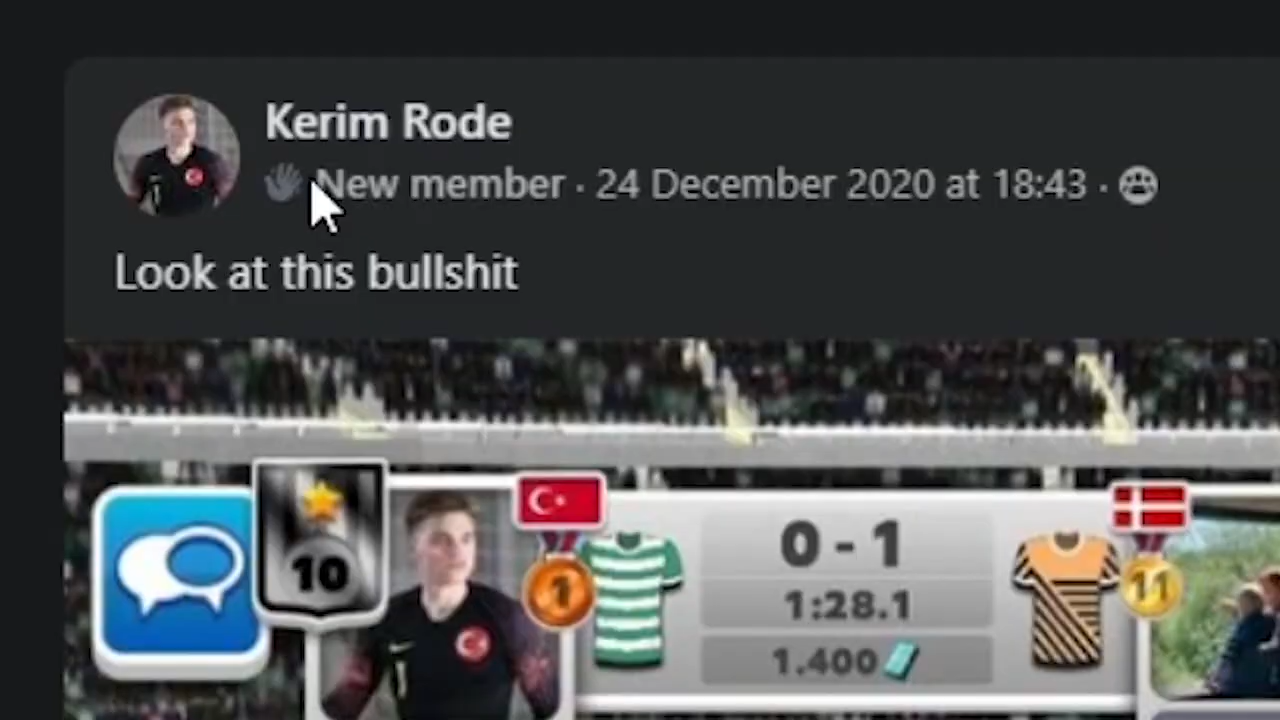 Kerim Rode
New member · 24 December 2020 at 18:43 ·
Look at this bullshit
10
1
0 - 1
1:28.1
1.400
11